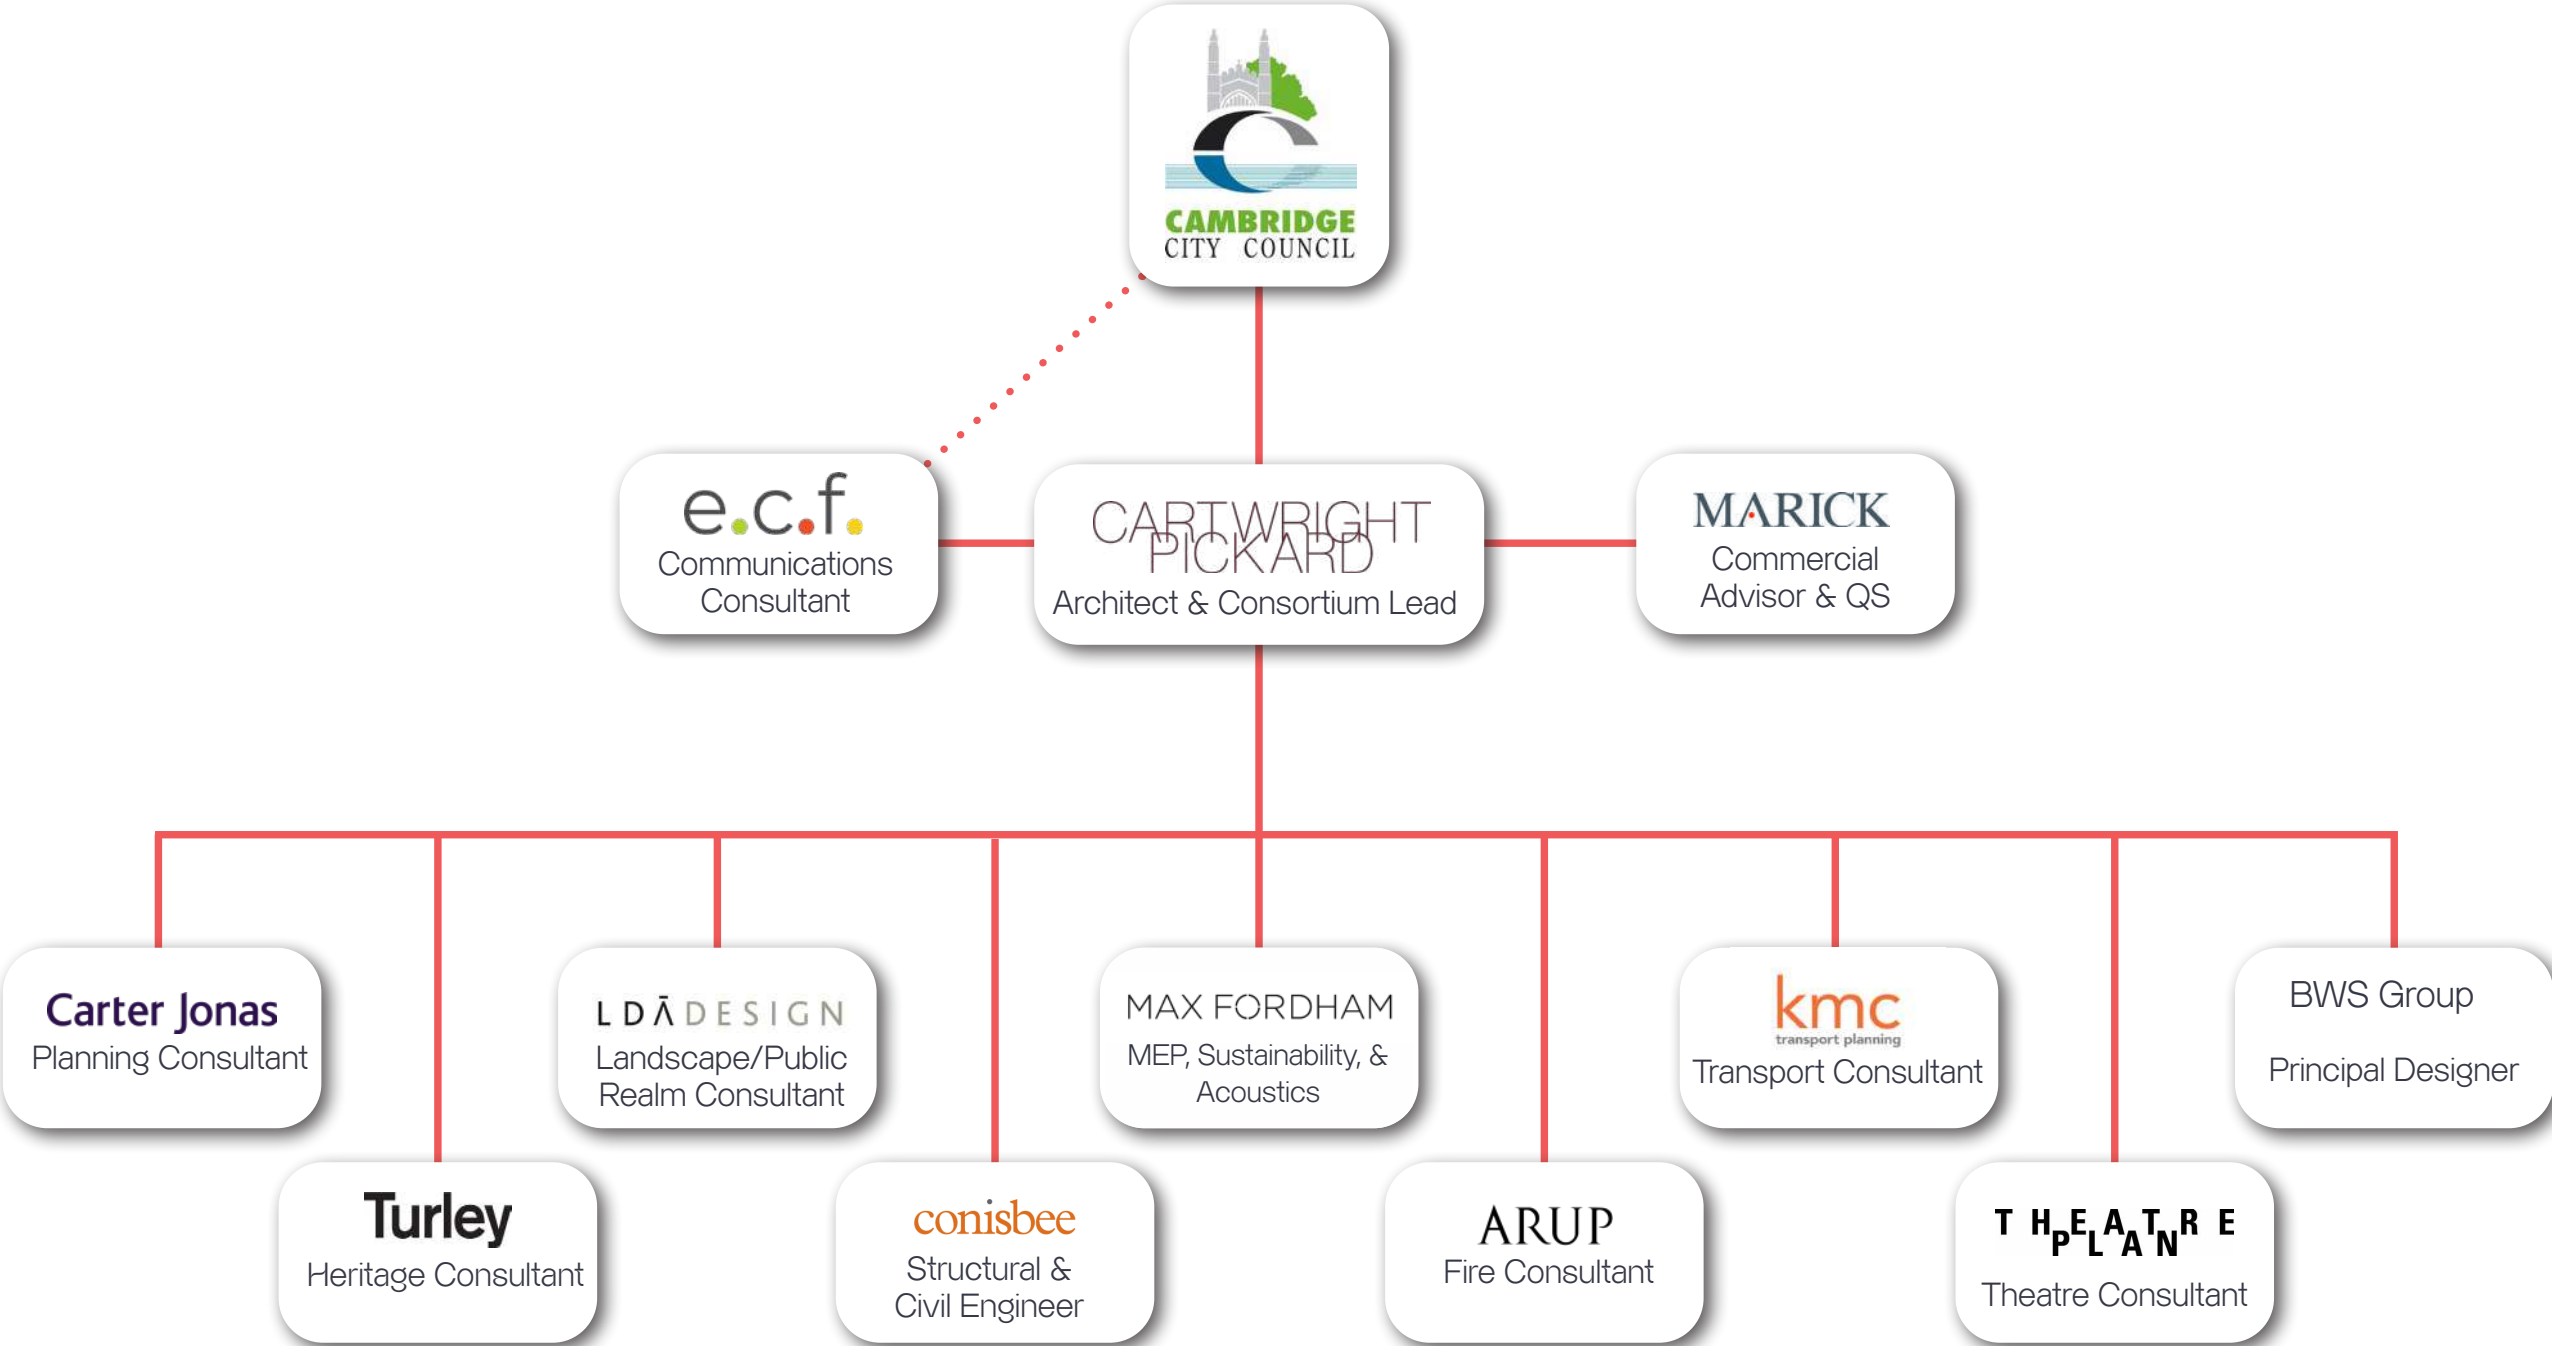 CAMBRIDGE
CITY COUNCIL
e.c.f.
Communications
Consultant
CARTWRIGHT
PICKARD
Architect & Consortium Lead
MARICK
Commercial
Advisor & QS
Carter Jonas
Planning Consultant
LDĀDESIGN
Landscape/Public
Realm Consultant
MAX FORDHAM
MEP, Sustainability, &
Acoustics
kmc
transport planning
Transport Consultant
BWS Group
Principal Designer
Turley
Heritage Consultant
conisbee
Structural &
Civil Engineer
ARUP
Fire Consultant
THEATRE
PLAN
Theatre Consultant